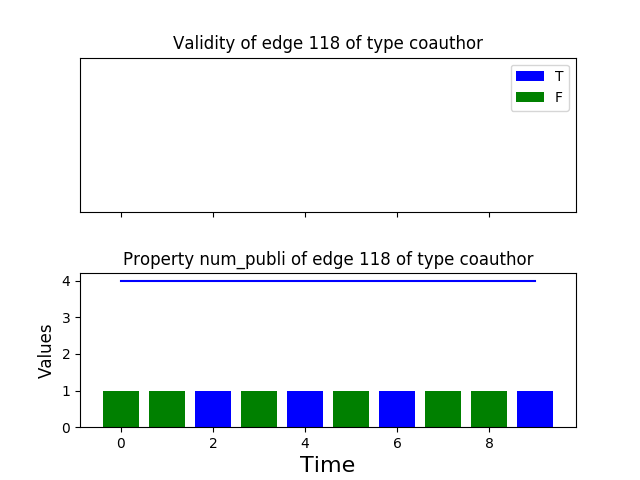 Validity of edge 118 of type coauthor
T
F
Property num_publi of edge 118 of type coauthor
4
3
2
1
0
Values
0 2 4 6 8
Time